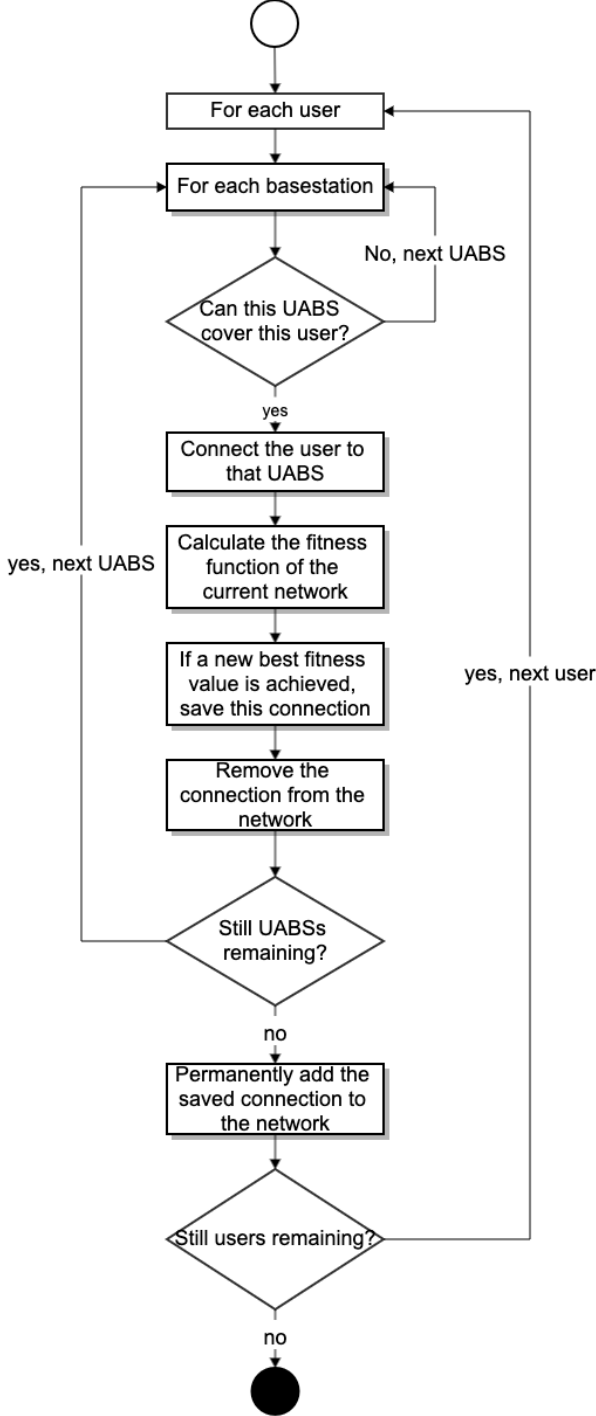 For each user
For each basestation
No, next UABS
Can this UABS
cover this user?
yes
Connect the user to
that UABS
Calculate the fitness
function of the
current network
yes, next UABS
If a new best fitness
value is achieved,
save this connection
yes, next user
Remove the
connection from the
network
Still UABSs
remaining?
no
Permanently add the
saved connection to
the network
Still users remaining?
no